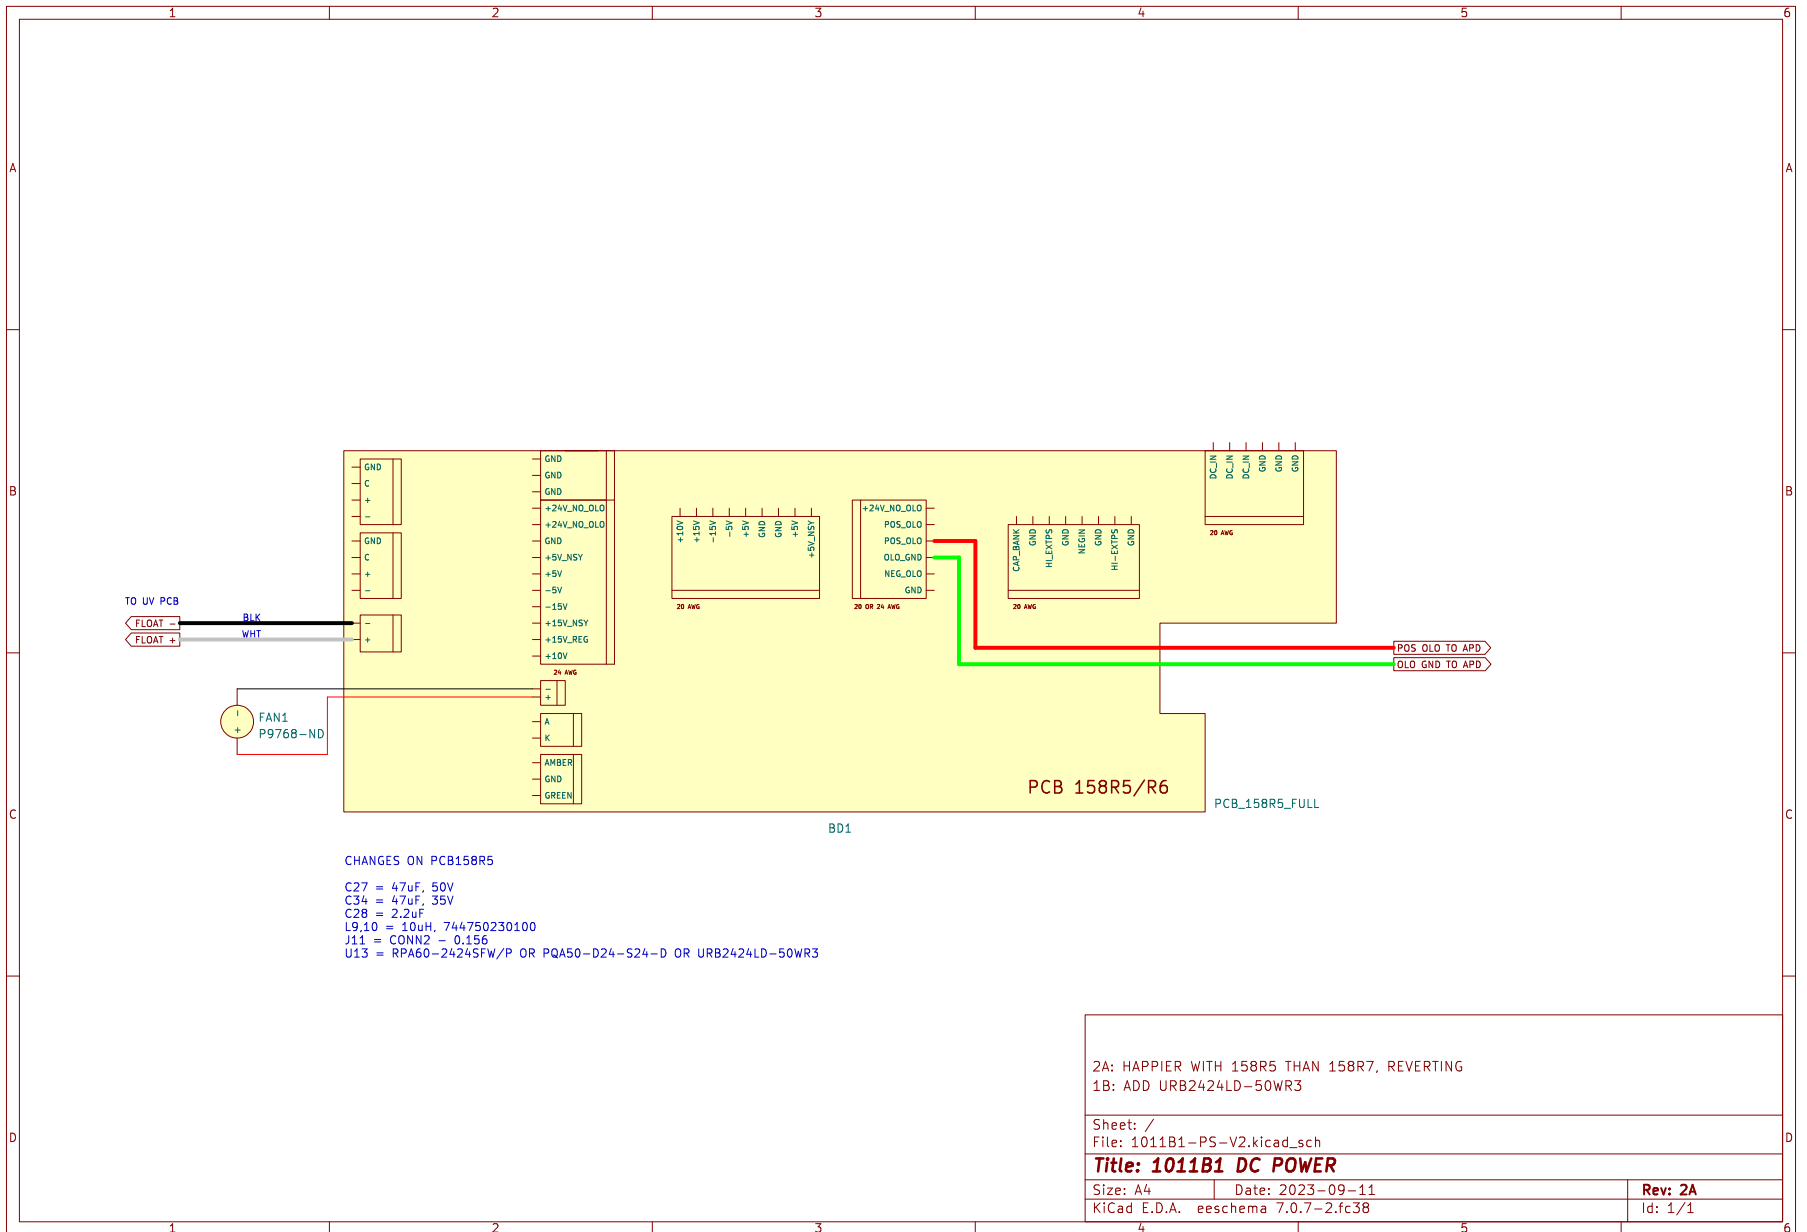 1 2 3 4 5 6
A A
B B
C C
D D
GND
C
+
−
GND
C
+
−
TO UV PCB
FLOAT −
BLK
−
FLOAT +
WHT
+
GND
GND
GND
+24V_NO_OLO
+24V_NO_OLO
GND
+5V_NSY
+5V
−5V
−15V
+15V_NSY
+15V_REG
+10V
24 AWG
−
+
A
K
AMBER
GND
GREEN
−
+
FAN1
P9768−ND
+10V
+15V
−15V
−5V
+5V
GND
GND
+5V
+5V_NSY
20 AWG
+24V_NO_OLO
POS_OLO
POS_OLO
OLO_GND
NEG_OLO
GND
20 OR 24 AWG
CAP_BANK
GND
HI_EXTPS
GND
NEGIN
GND
HI−EXTPS
GND
20 AWG
DC_IN
DC_IN
DC_IN
GND
GND
GND
20 AWG
POS OLO TO APD
OLO GND TO APD
PCB 158R5/R6
PCB_158R5_FULL
BD1
CHANGES ON PCB158R5
C27 = 47uF, 50V
C34 = 47uF, 35V
C28 = 2.2uF
L9,10 = 10uH, 744750230100
J11 = CONN2 − 0.156
U13 = RPA60−2424SFW/P OR PQA50−D24−S24−D OR URB2424LD−50WR3
2A: HAPPIER WITH 158R5 THAN 158R7, REVERTING
1B: ADD URB2424LD−50WR3
Sheet: /
File: 1011B1−PS−V2.kicad_sch
Title: 1011B1 DC POWER
Size: A4 Date: 2023−09−11 Rev: 2A
KiCad E.D.A. eeschema 7.0.7−2.fc38 Id: 1/1
1 2 3 4 5 6